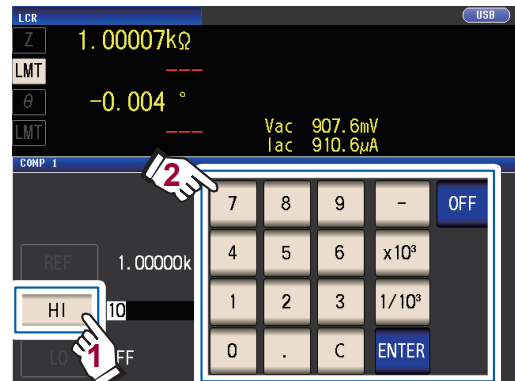 LCR USB
Z 1.00007kΩ
LMT ---
θ -0.004 °
LMT ---
Vac 907.6mV
Iac 910.6μA
COMP 1
2
7 8 9 - OFF
4 5 6 x10³
REF 1.00000k
1 2 3 1/10³
HI 10
0 . C ENTER
LO FF
1